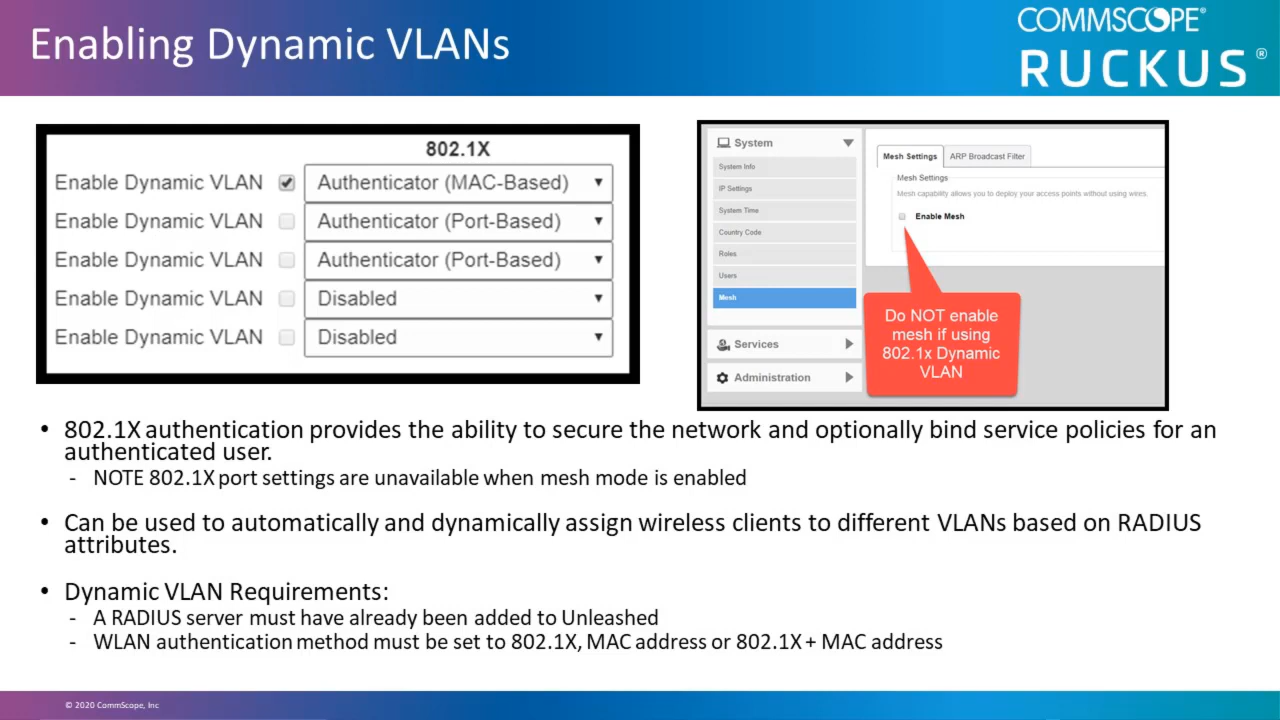 Enabling Dynamic VLANs
COMMSCOPE®
RUCKUS®
802.1X
Enable Dynamic VLAN Authenticator (MAC-Based)
Enable Dynamic VLAN Authenticator (Port-Based)
Enable Dynamic VLAN Authenticator (Port-Based)
Enable Dynamic VLAN Disabled
Enable Dynamic VLAN Disabled
System
System Info
IP Settings
System Time
Country Code
Roles
Users
Mesh
Services
Administration
Mesh Settings ARP Broadcast Filter
Mesh Settings
Mesh capability allows you to deploy your access points without using wires.
Enable Mesh
Do NOT enable
mesh if using
802.1x Dynamic
VLAN
• 802.1X authentication provides the ability to secure the network and optionally bind service policies for an
authenticated user.
- NOTE 802.1X port settings are unavailable when mesh mode is enabled
• Can be used to automatically and dynamically assign wireless clients to different VLANs based on RADIUS
attributes.
• Dynamic VLAN Requirements:
- A RADIUS server must have already been added to Unleashed
- WLAN authentication method must be set to 802.1X, MAC address or 802.1X + MAC address
© 2020 CommScope, Inc